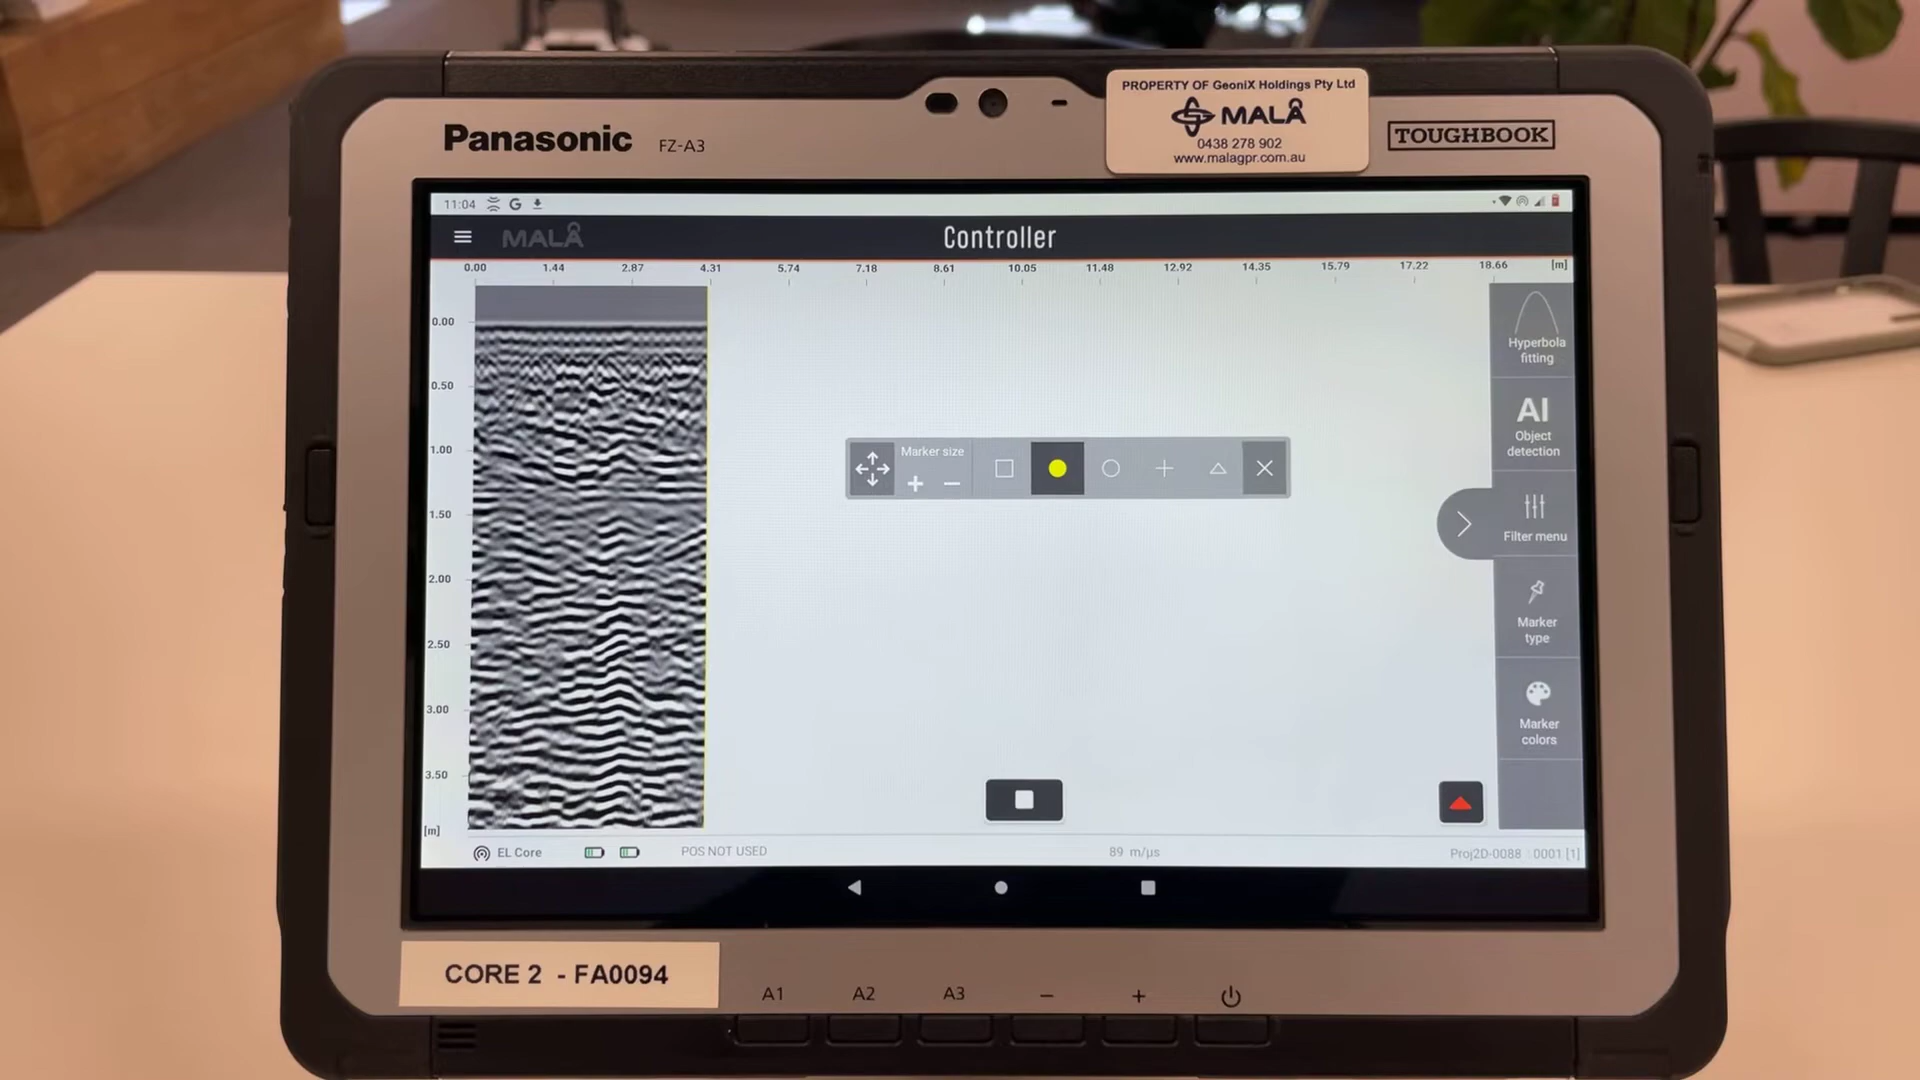 PROPERTY OF GeoniX Holdings Pty Ltd
MALÅ
0438 278 902
www.malagpr.com.au
Panasonic FZ-A3
TOUGHBOOK
11:04 G
MALÅ Controller
0.00 1.44 2.87 4.31 5.74 7.18 8.61 10.05 11.48 12.92 14.35 15.79 17.22 18.66 [m]
0.00
0.50
1.00
1.50
2.00
2.50
3.00
3.50
[m]
Marker size
+ −
Hyperbola
fitting
AI
Object
detection
Filter menu
Marker
type
Marker
colors
EL Core POS NOT USED 89 m/µs Proj2D-0088 0001 [1]
CORE 2 - FA0094
A1 A2 A3 − +